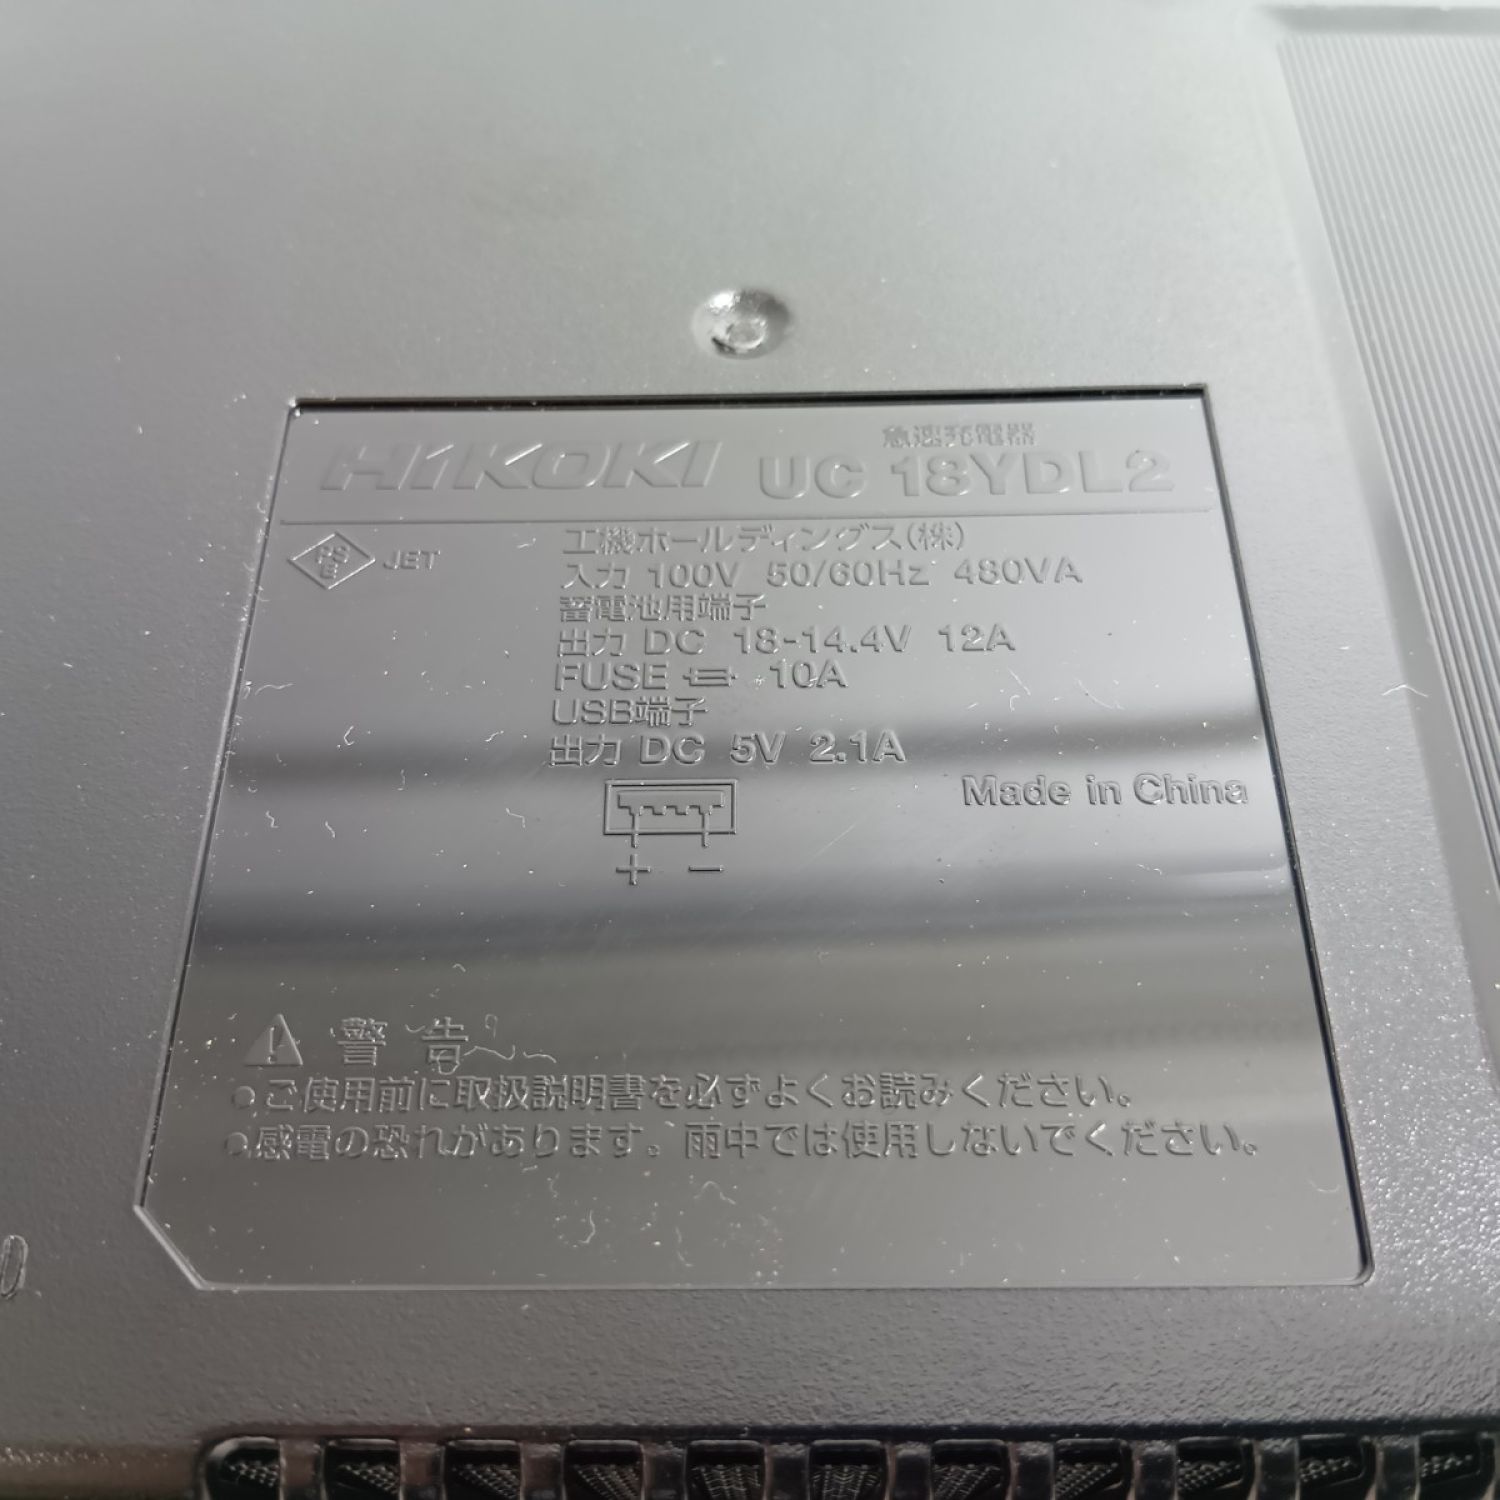 HiKOKI
急速充電器
UC 18YDL2
PSE JET
工機ホールディングス(株)
入力 100V 50/60Hz 480VA
蓄電池用端子
出力 DC 18-14.4V 12A
FUSE 10A
USB端子
出力 DC 5V 2.1A
Made in China
+ −
警告
●ご使用前に取扱説明書を必ずよくお読みください。
●感電の恐れがあります。雨中では使用しないでください。